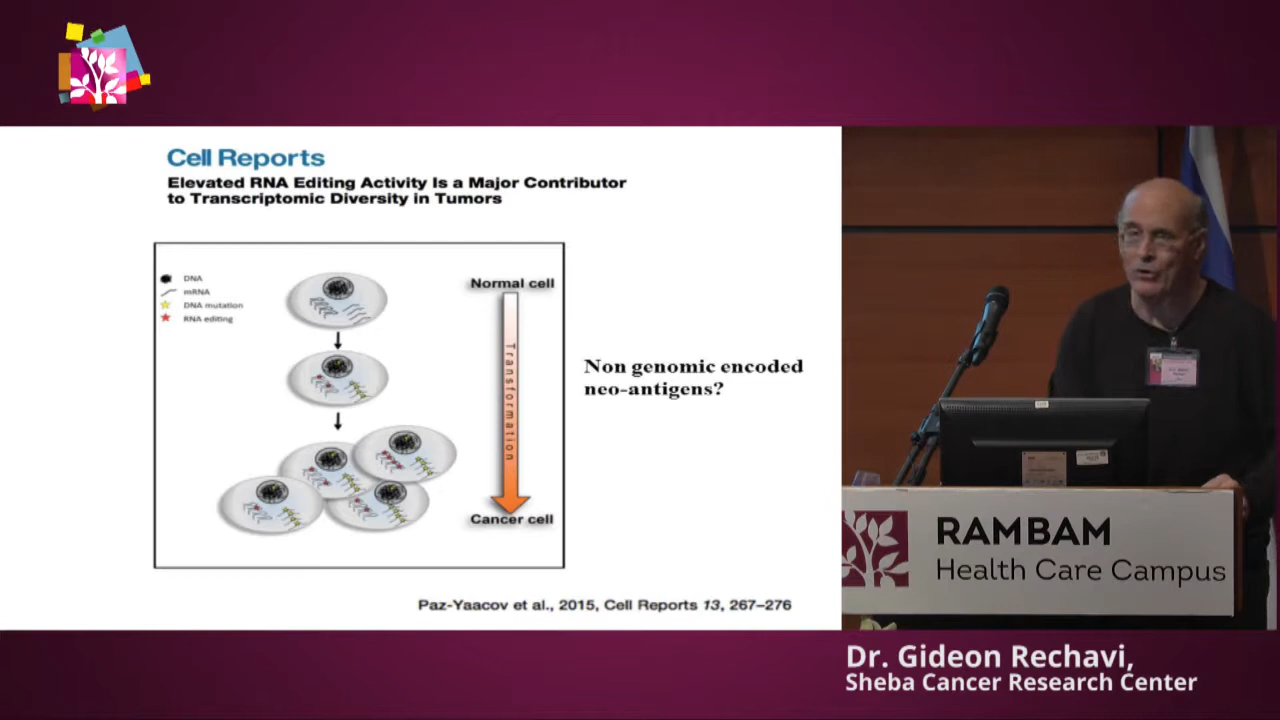 Cell Reports
Elevated RNA Editing Activity Is a Major Contributor
to Transcriptomic Diversity in Tumors
DNA
mRNA
DNA mutation
RNA editing
Normal cell
Transformation
Cancer cell
Non genomic encoded
neo-antigens?
Paz-Yaacov et al., 2015, Cell Reports 13, 267–276
RAMBAM
Health Care Campus
Dr. Gideon Rechavi,
Sheba Cancer Research Center